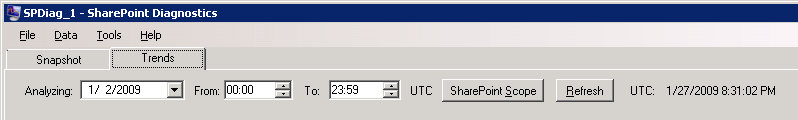 SPDiag_1 - SharePoint Diagnostics
File Data Tools Help
Snapshot Trends
Analyzing: 1/ 2/2009 From: 00:00 To: 23:59 UTC SharePoint Scope Refresh UTC: 1/27/2009 8:31:02 PM